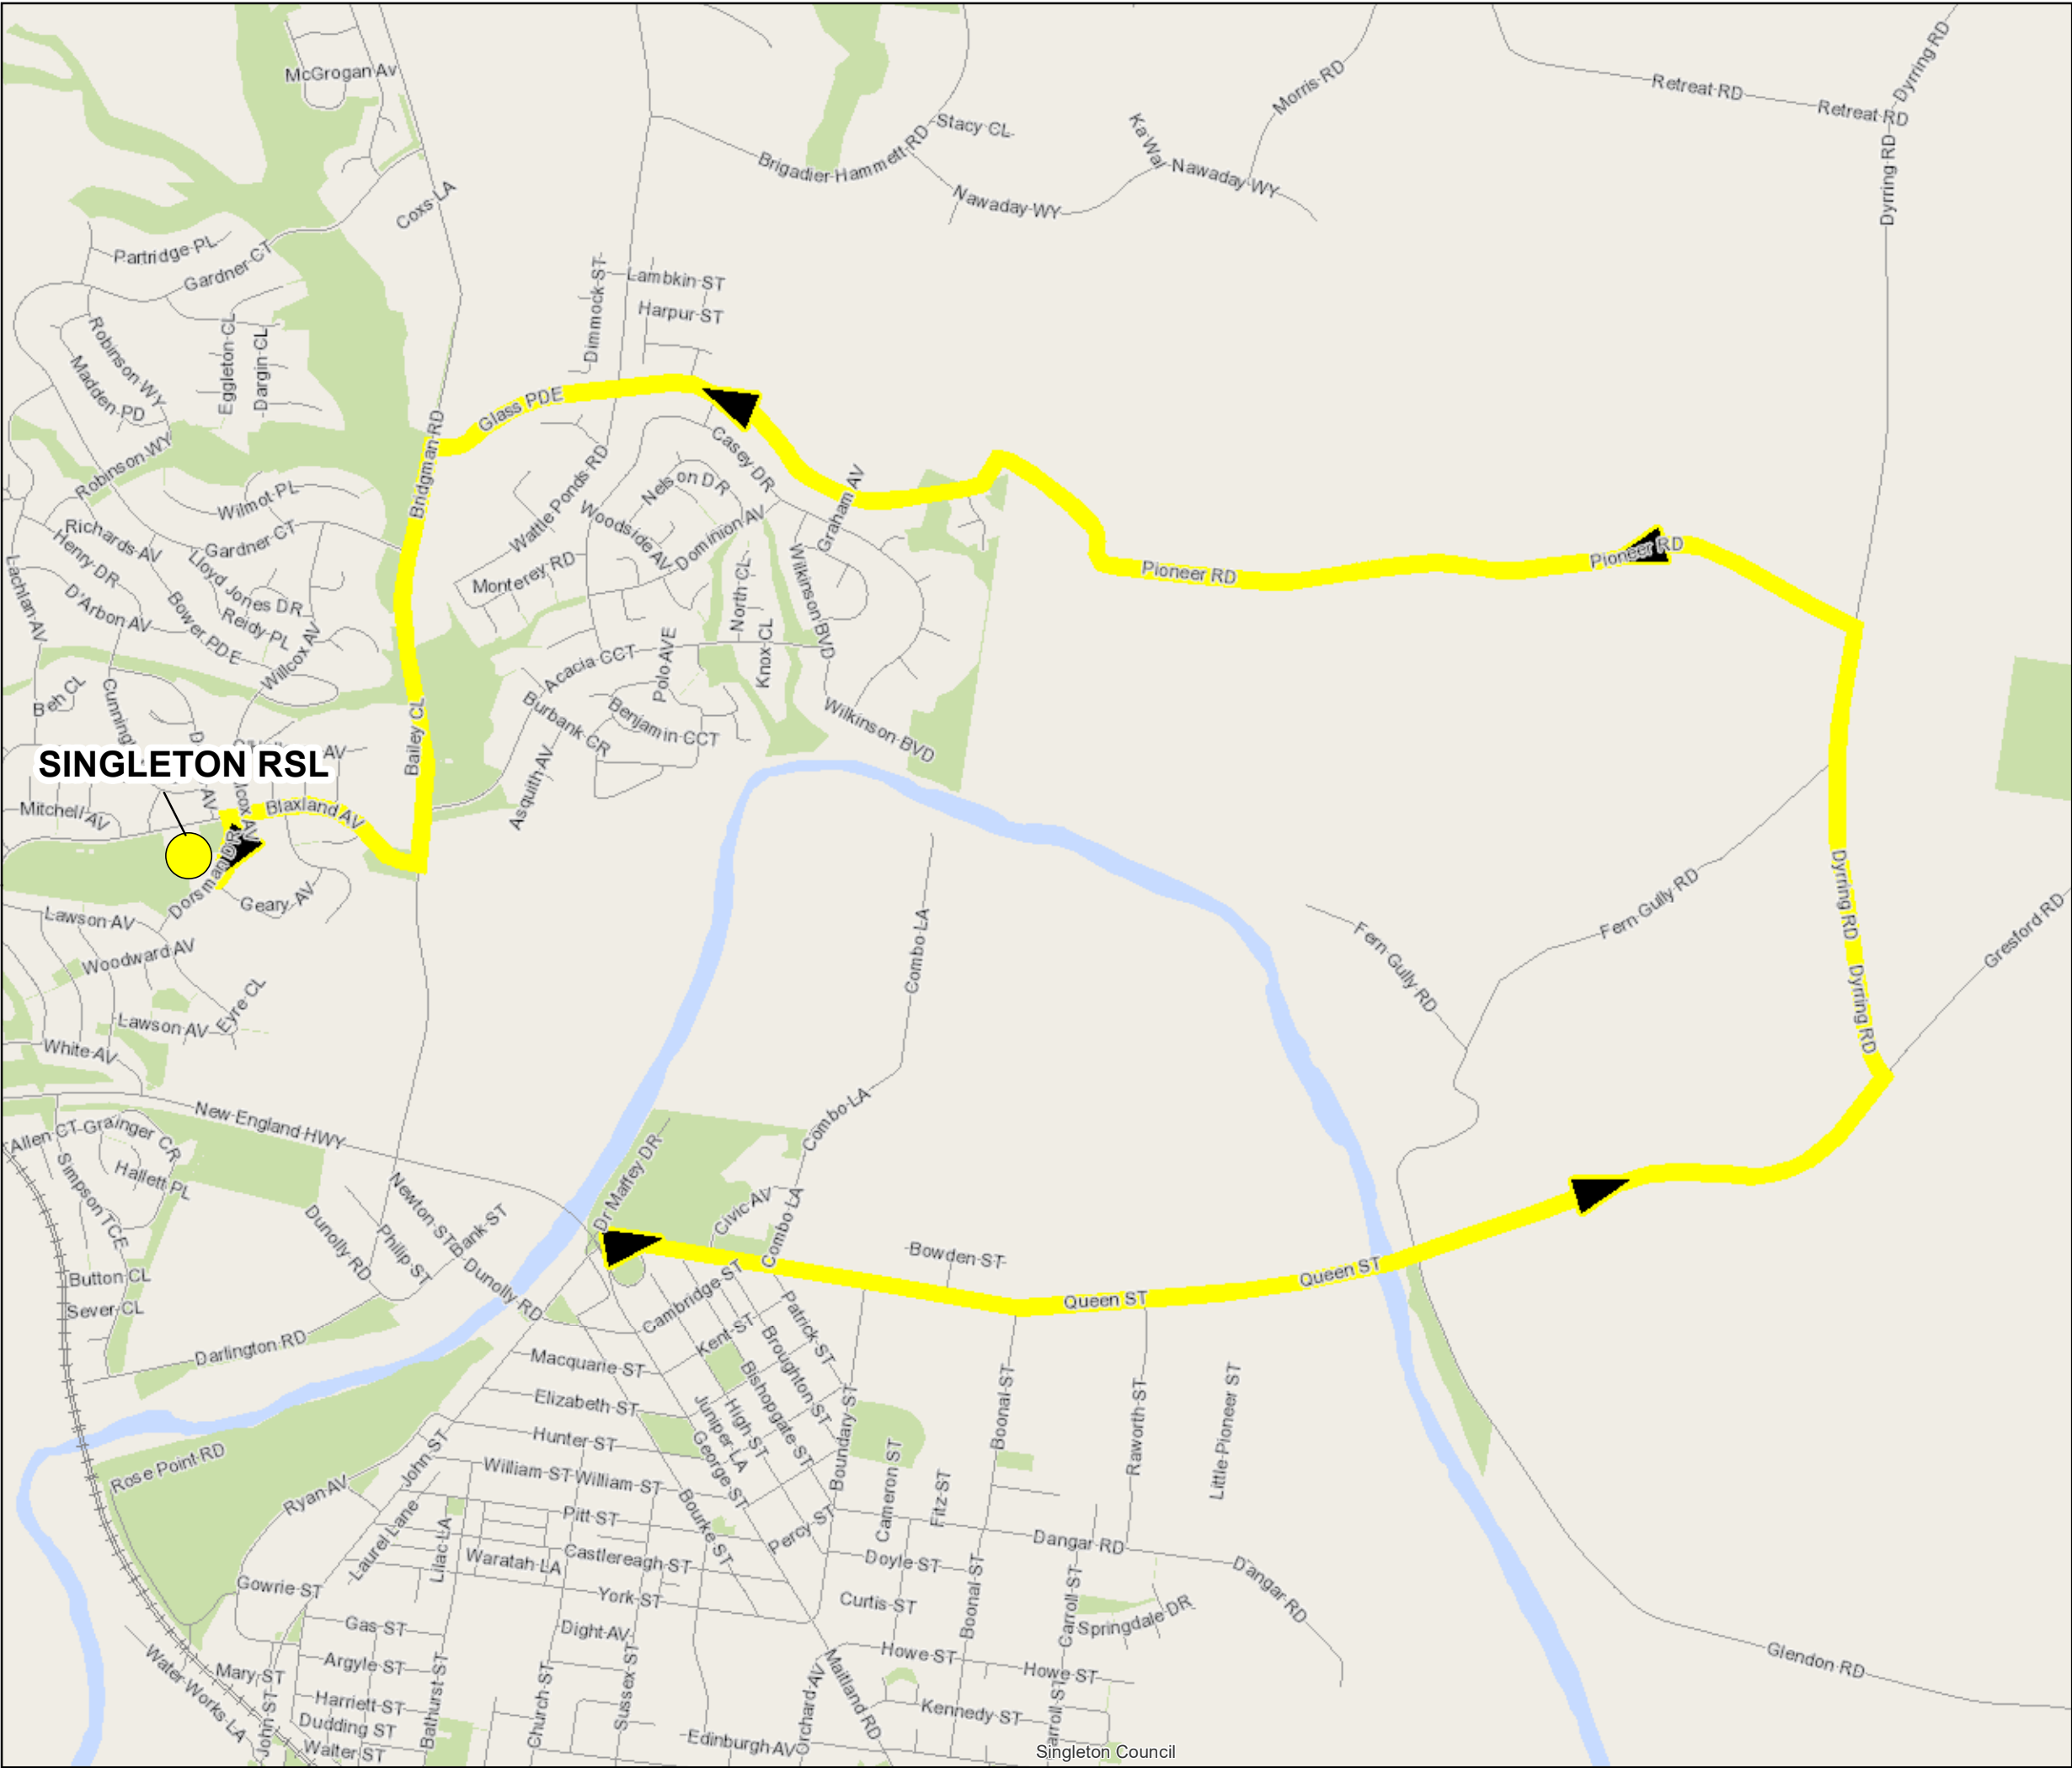 McGrogan Av
Coxs LA
Brigadier Hammett RD
Stacy CL
Ka Wal
Nawaday WY
Nawaday WY
Morris RD
Retreat RD
Retreat RD
Dyrring RD
Dyrring RD
Partridge PL
Gardner CT
Robinson WY
Madden PD
Eggleton CL
Dargin CL
Robinson WY
Dimmock ST
Lambkin ST
Harpur ST
Glass PDE
Bridgman RD
Casey DR
Nelson DR
Wattle Ponds RD
Woodside AV
Dominion AV
Graham AV
Wilmot PL
Gardner CT
Richards AV
Henry DR
Lachlan AV
D'Arbon AV
Lloyd Jones DR
Reidy PL
Bower PDE
Willcox AV
Monterey RD
North CL
Knox CL
Wilkinson BVD
Pioneer RD
Pioneer RD
Acacia CCT
Polo AVE
Burbank CR
Benjamin CCT
Asquith AV
Wilkinson BVD
Beh CL
Bailey CL
AV
SINGLETON RSL
Mitchell AV
AV
lcox AV
Blaxland AV
Dorsman DR
Geary AV
Lawson AV
Woodward AV
Eyre CL
Lawson AV
White AV
Combo LA
Fern Gully RD
Fern Gully RD
Dyrring RD
Dyrring RD
Gresford RD
New England HWY
Allen CT
Grainger CR
Hallett PL
Simpson TCE
Button CL
Sever CL
Darlington RD
Dunolly RD
Philip ST
Newton ST
Bank ST
Dunolly RD
Dr Maffey DR
Civic AV
Combo LA
Combo LA
Bowden ST
Queen ST
Queen ST
Cambridge ST
Kent ST
Patrick ST
Broughton ST
Bishopgate ST
High ST
Juniper LA
George ST
Macquarie ST
Elizabeth ST
Hunter ST
William ST
William ST
Pitt ST
Castlereagh ST
Waratah LA
York ST
Bourke ST
Percy ST
Boundary ST
Cameron ST
Fitz ST
Boonal ST
Raworth ST
Little Pioneer ST
Rose Point RD
Ryan AV
John ST
Laurel Lane
Lilac LA
Gowrie ST
Gas ST
Argyle ST
Harriett ST
Dudding ST
Walter ST
Mary ST
John ST
Water Works LA
Bathurst ST
Church ST
Dight AV
Sussex ST
Doyle ST
Curtis ST
Boonal ST
Dangar RD
Dangar RD
Carroll ST
Springdale DR
Howe ST
Howe ST
Kennedy ST
arroll ST
Orchard AV
Maitland RD
Edinburgh AV
Glendon RD
Singleton Council